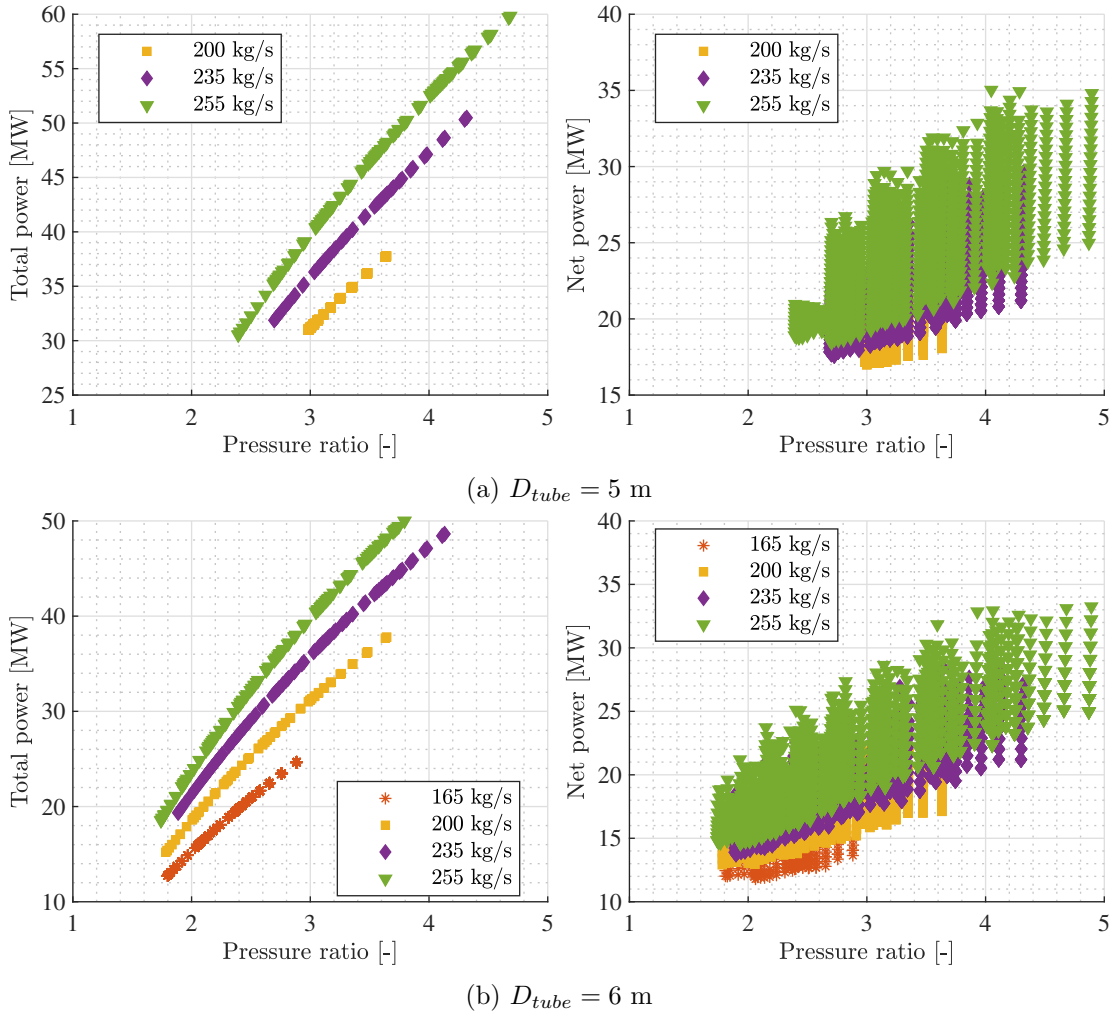 60
55
50
45
40
35
30
25
1
2
3
4
5
Total power [MW]
Pressure ratio [-]
200 kg/s
235 kg/s
255 kg/s
40
35
30
25
20
15
1
2
3
4
5
Net power [MW]
Pressure ratio [-]
200 kg/s
235 kg/s
255 kg/s
(a) D_tube = 5 m
50
40
30
20
10
1
2
3
4
5
Total power [MW]
Pressure ratio [-]
165 kg/s
200 kg/s
235 kg/s
255 kg/s
40
35
30
25
20
15
10
1
2
3
4
5
Net power [MW]
Pressure ratio [-]
165 kg/s
200 kg/s
235 kg/s
255 kg/s
(b) D_tube = 6 m